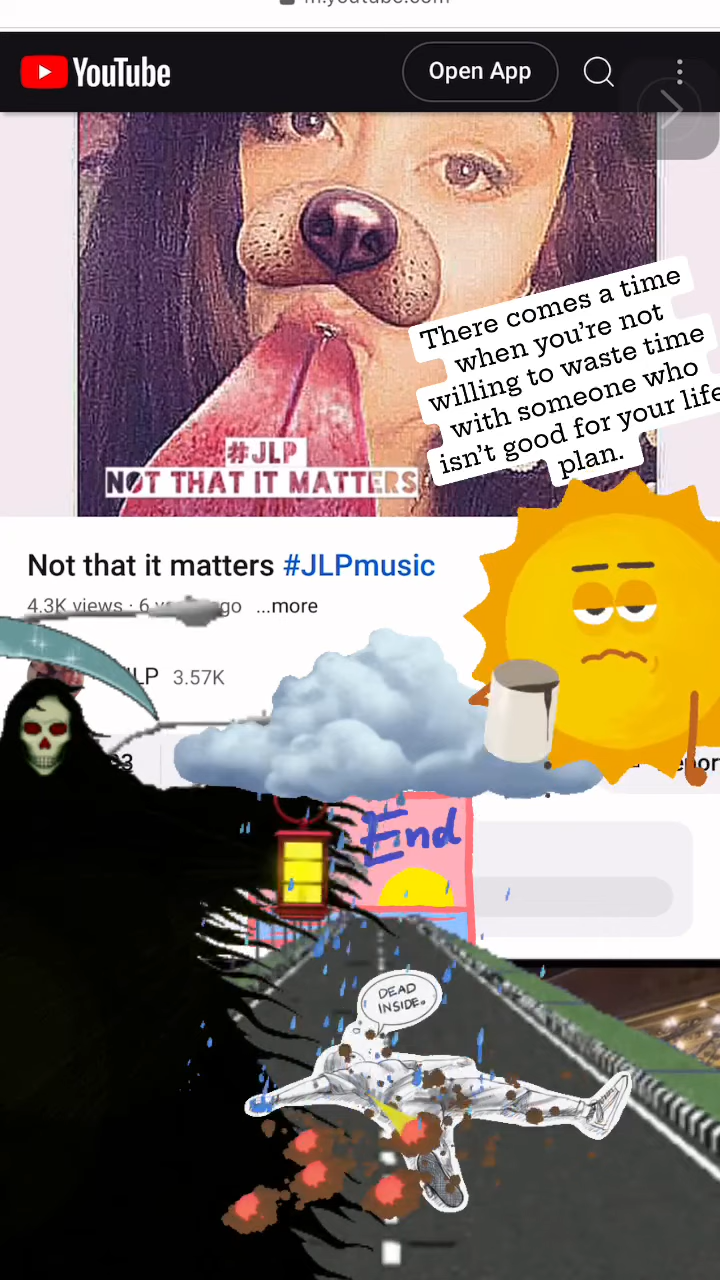 YouTube
Open App
There comes a time
when you're not
willing to waste time
with someone who
isn't good for your life
plan.
#JLP
NOT THAT IT MATTERS
Not that it matters #JLPmusic
4.3K views · 6 ...more
3.57K
End
DEAD
INSIDE.